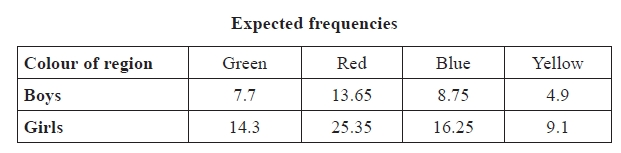 Expected frequencies
Colour of region Green Red Blue Yellow
Boys 7.7 13.65 8.75 4.9
Girls 14.3 25.35 16.25 9.1